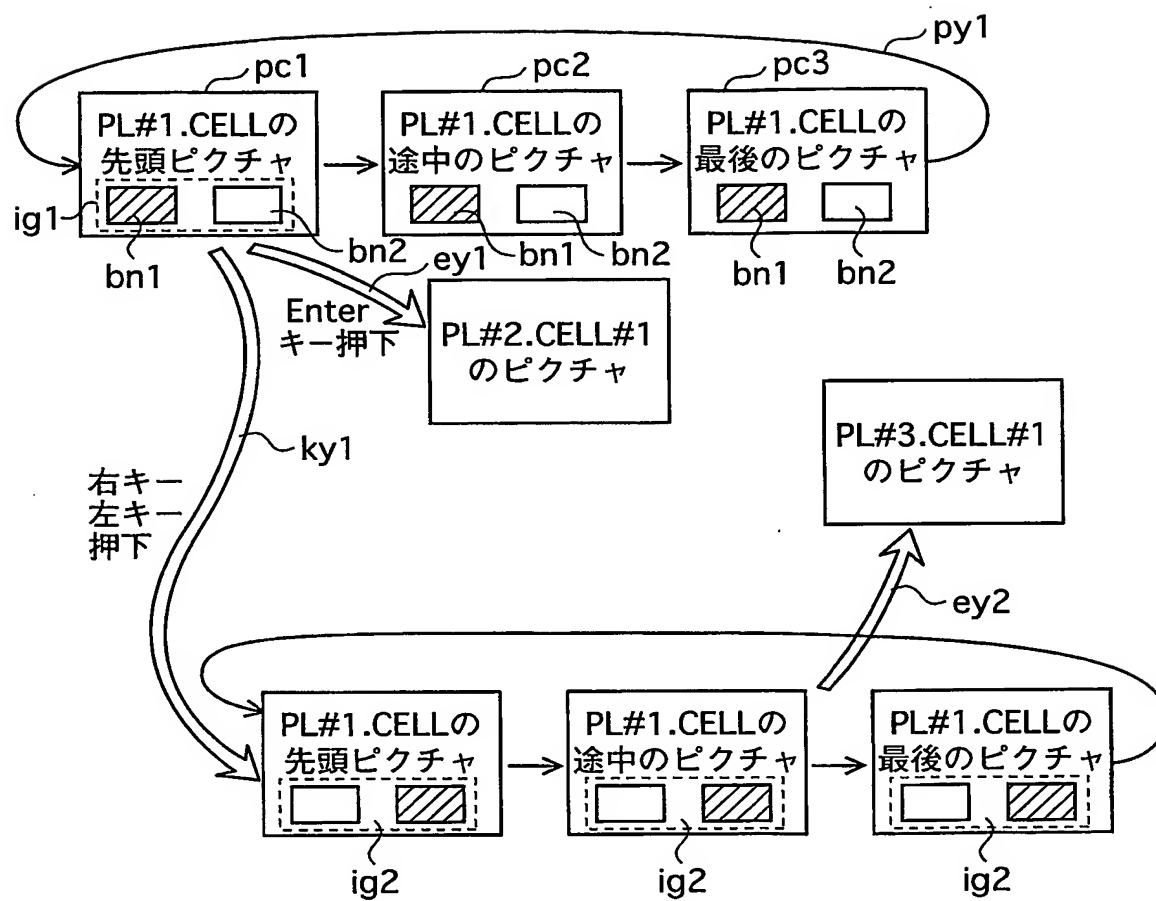 py1
pc1
pc2
pc3
PL#1.CELLの
先頭ピクチャ
PL#1.CELLの
途中のピクチャ
PL#1.CELLの
最後のピクチャ
ig1
bn1
bn2
bn1
bn2
bn1
bn2
ey1
Enter
キー押下
PL#2.CELL#1
のピクチャ
ky1
右キー
左キー
押下
PL#3.CELL#1
のピクチャ
ey2
PL#1.CELLの
先頭ピクチャ
PL#1.CELLの
途中のピクチャ
PL#1.CELLの
最後のピクチャ
ig2
ig2
ig2